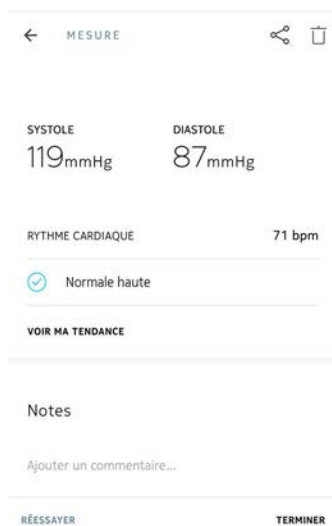 MESURE
SYSTOLE DIASTOLE
119mmHg 87mmHg
RYTHME CARDIAQUE 71 bpm
Normale haute
VOIR MA TENDANCE
Notes
Ajouter un commentaire...
RÉESSAYER TERMINER